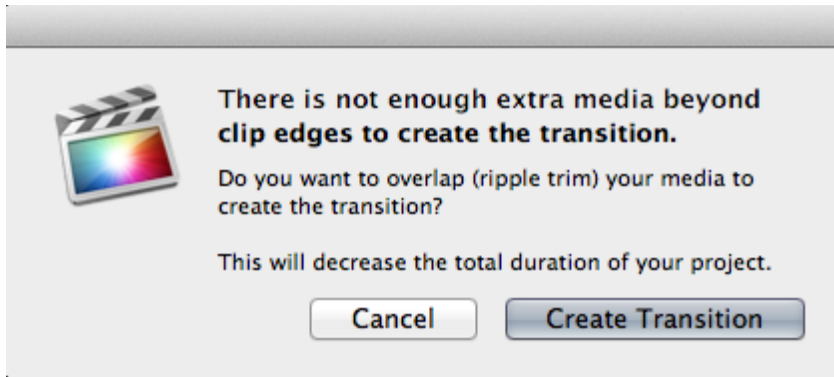 There is not enough extra media beyond
clip edges to create the transition.
Do you want to overlap (ripple trim) your media to
create the transition?
This will decrease the total duration of your project.
Cancel
Create Transition